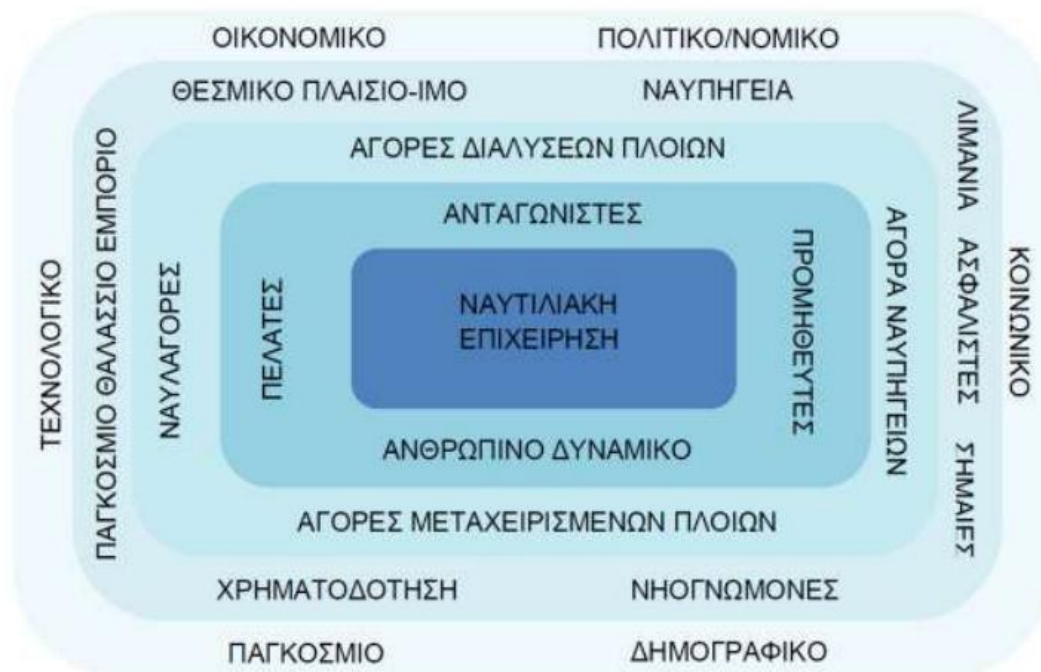 ΟΙΚΟΝΟΜΙΚΟ
ΠΟΛΙΤΙΚΟ/ΝΟΜΙΚΟ
ΘΕΣΜΙΚΟ ΠΛΑΙΣΙΟ-ΙΜΟ
ΝΑΥΠΗΓΕΙΑ
ΑΓΟΡΕΣ ΔΙΑΛΥΣΕΩΝ ΠΛΟΙΩΝ
ΑΝΤΑΓΩΝΙΣΤΕΣ
ΤΕΧΝΟΛΟΓΙΚΟ
ΠΑΓΚΟΣΜΙΟ ΘΑΛΑΣΣΙΟ ΕΜΠΟΡΙΟ
ΝΑΥΛΑΓΟΡΕΣ
ΠΕΛΑΤΕΣ
ΝΑΥΤΙΛΙΑΚΗ
ΕΠΙΧΕΙΡΗΣΗ
ΠΡΟΜΗΘΕΥΤΕΣ
ΑΓΟΡΑ ΝΑΥΠΗΓΕΙΩΝ
ΛΙΜΑΝΙΑ ΑΣΦΑΛΙΣΤΕΣ ΣΗΜΑΙΕΣ
ΚΟΙΝΩΝΙΚΟ
ΑΝΘΡΩΠΙΝΟ ΔΥΝΑΜΙΚΟ
ΑΓΟΡΕΣ ΜΕΤΑΧΕΙΡΙΣΜΕΝΩΝ ΠΛΟΙΩΝ
ΧΡΗΜΑΤΟΔΟΤΗΣΗ
ΝΗΟΓΝΩΜΟΝΕΣ
ΠΑΓΚΟΣΜΙΟ
ΔΗΜΟΓΡΑΦΙΚΟ